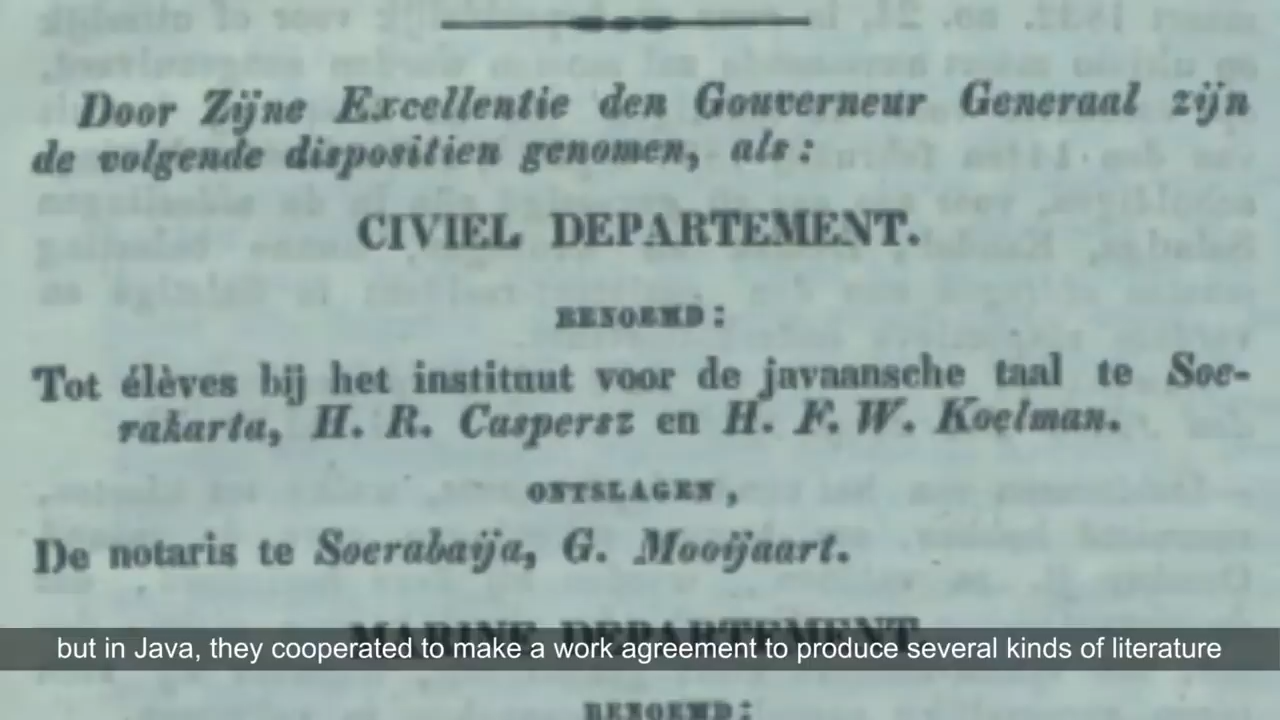 Door Zijne Excellentie den Gouverneur Generaal zijn
de volgende dispositien genomen, als:
CIVIEL DEPARTEMENT.
BENOEMD:
Tot élèves bij het instituut voor de javaansche taal te Soe-
rakarta, H. R. Caspersz en H. F. W. Koelman.
ONTSLAGEN,
De notaris te Soerabaija, G. Mooijaart.
MARINE DEPARTEMENT.
but in Java, they cooperated to make a work agreement to produce several kinds of literature
BENOEMD: